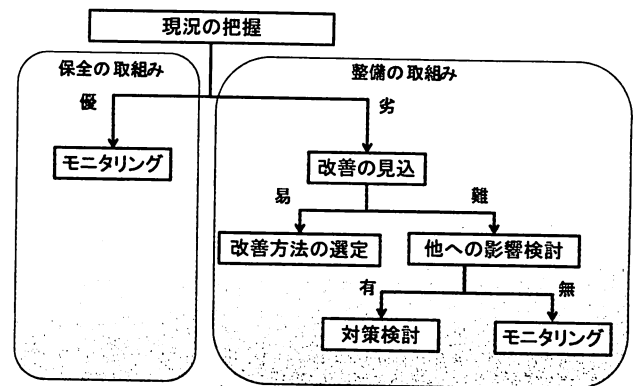 現況の把握
保全の取組み
整備の取組み
優
劣
モニタリング
改善の見込
易
難
改善方法の選定
他への影響検討
有
無
対策検討
モニタリング